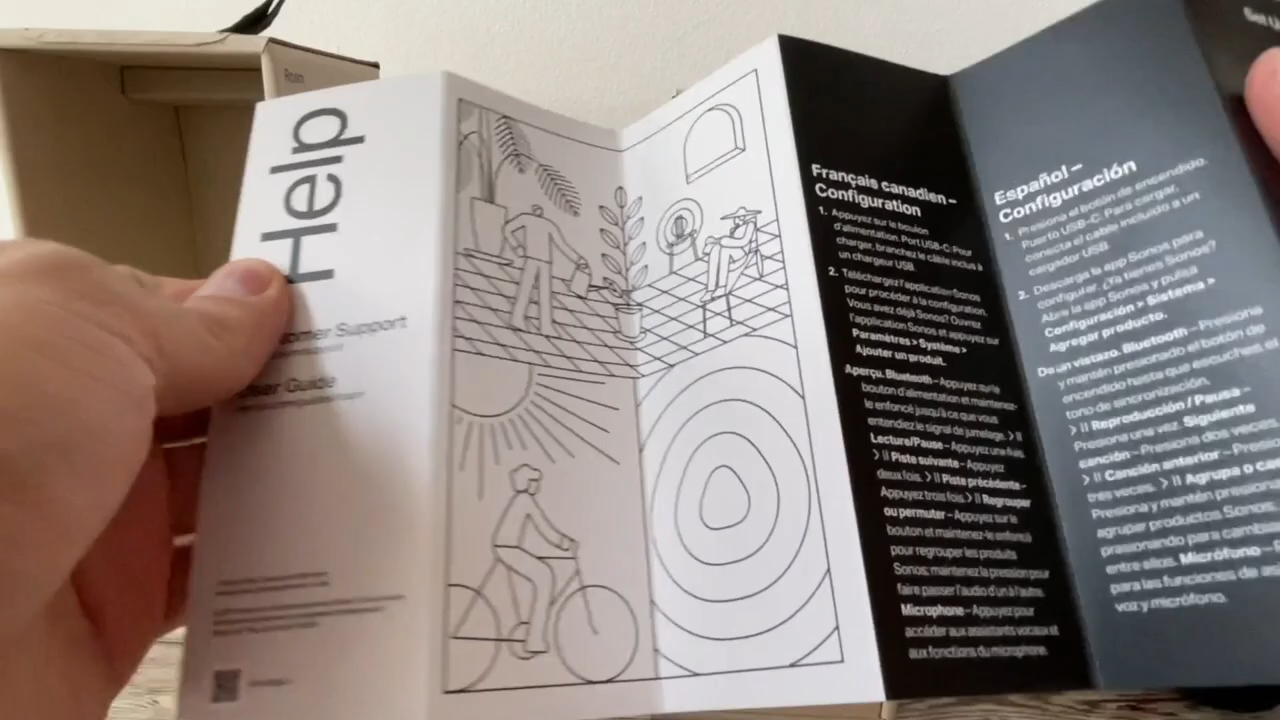 Roam
Help
Customer Support
User Guide
Français canadien –
Configuration
1. Appuyez sur le bouton
d'alimentation. Port USB-C: Pour
charger, branchez le câble inclus à
un chargeur USB.
2. Téléchargez l'application Sonos
pour procéder à la configuration.
Vous avez déjà Sonos? Ouvrez
l'application Sonos et appuyez sur
Paramètres > Système >
Ajouter un produit.
Aperçu. Bluetooth – Appuyez sur le
bouton d'alimentation et maintenez-
le enfoncé jusqu'à ce que vous
entendiez le signal de jumelage. > ||
Lecture/Pause – Appuyez une fois.
> || Piste suivante – Appuyez
deux fois. > || Piste précédente –
Appuyez trois fois. > || Regrouper
ou permuter – Appuyez sur le
bouton et maintenez-le enfoncé
pour regrouper les produits
Sonos; maintenez la pression pour
faire passer l'audio d'un à l'autre.
Microphone – Appuyez pour
accéder aux assistants vocaux et
aux fonctions du microphone.
Español –
Configuración
1. Presiona el botón de encendido.
Puerto USB-C: Para cargar,
conecta el cable incluido a un
cargador USB.
2. Descarga la app Sonos para
configurar. ¿Ya tienes Sonos?
Abre la app Sonos y pulsa
Configuración > Sistema >
Agregar producto.
Da un vistazo. Bluetooth – Presiona
y mantén presionado el botón de
encendido hasta que escuches el
tono de sincronización.
> || Reproducción / Pausa –
Presiona una vez. Siguiente
canción – Presiona dos veces.
> || Canción anterior – Presiona
tres veces. > || Agrupa o
Presiona y mantén presionado
agrupar productos Sonos;
presionando para cambiar
entre ellos. Micrófono –
para las funciones de
voz y micrófono.
Set